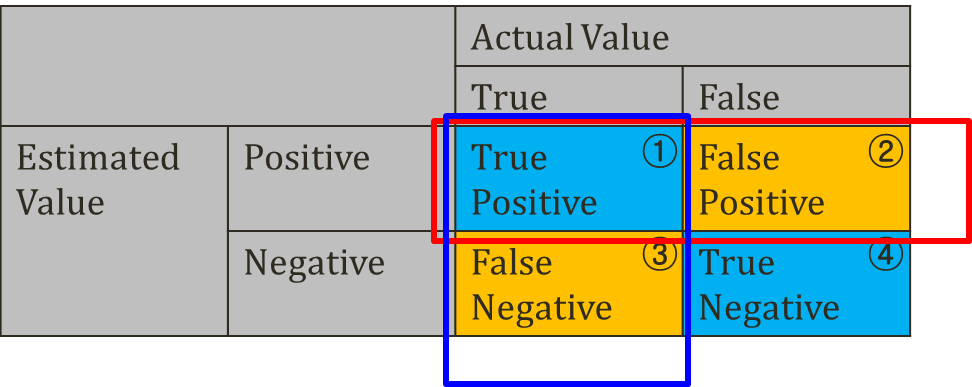 Actual Value
True False
Estimated Value Positive True Positive ① False Positive ②
Negative False Negative ③ True Negative ④